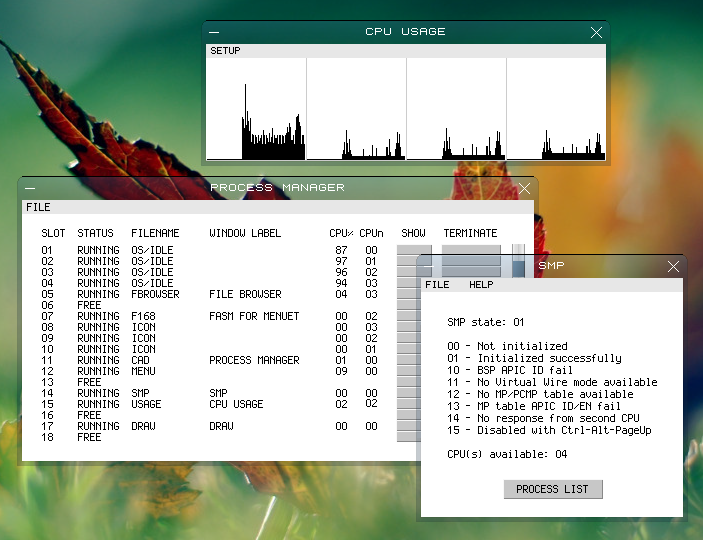 CPU USAGE
SETUP
PROCESS MANAGER
FILE
SLOT STATUS FILENAME WINDOW LABEL CPU% CPUn SHOW TERMINATE
01 RUNNING OS/IDLE 87 00
02 RUNNING OS/IDLE 97 01
03 RUNNING OS/IDLE 96 02
04 RUNNING OS/IDLE 94 03
05 RUNNING FBROWSER FILE BROWSER 04 03
06 FREE
07 RUNNING F168 FASM FOR MENUET 00 02
08 RUNNING ICON 00 03
09 RUNNING ICON 00 02
10 RUNNING ICON 00 01
11 RUNNING CAD PROCESS MANAGER 01 00
12 RUNNING MENU 09 00
13 FREE
14 RUNNING SMP SMP 00 00
15 RUNNING USAGE CPU USAGE 02 02
16 FREE
17 RUNNING DRAW DRAW 00 00
18 FREE
SMP
FILE HELP
SMP state: 01
00 - Not initialized
01 - Initialized successfully
10 - BSP APIC ID fail
11 - No Virtual Wire mode available
12 - No MP/PCMP table available
13 - MP table APIC ID/EN fail
14 - No response from second CPU
15 - Disabled with Ctrl-Alt-PageUp
CPU(s) available: 04
PROCESS LIST